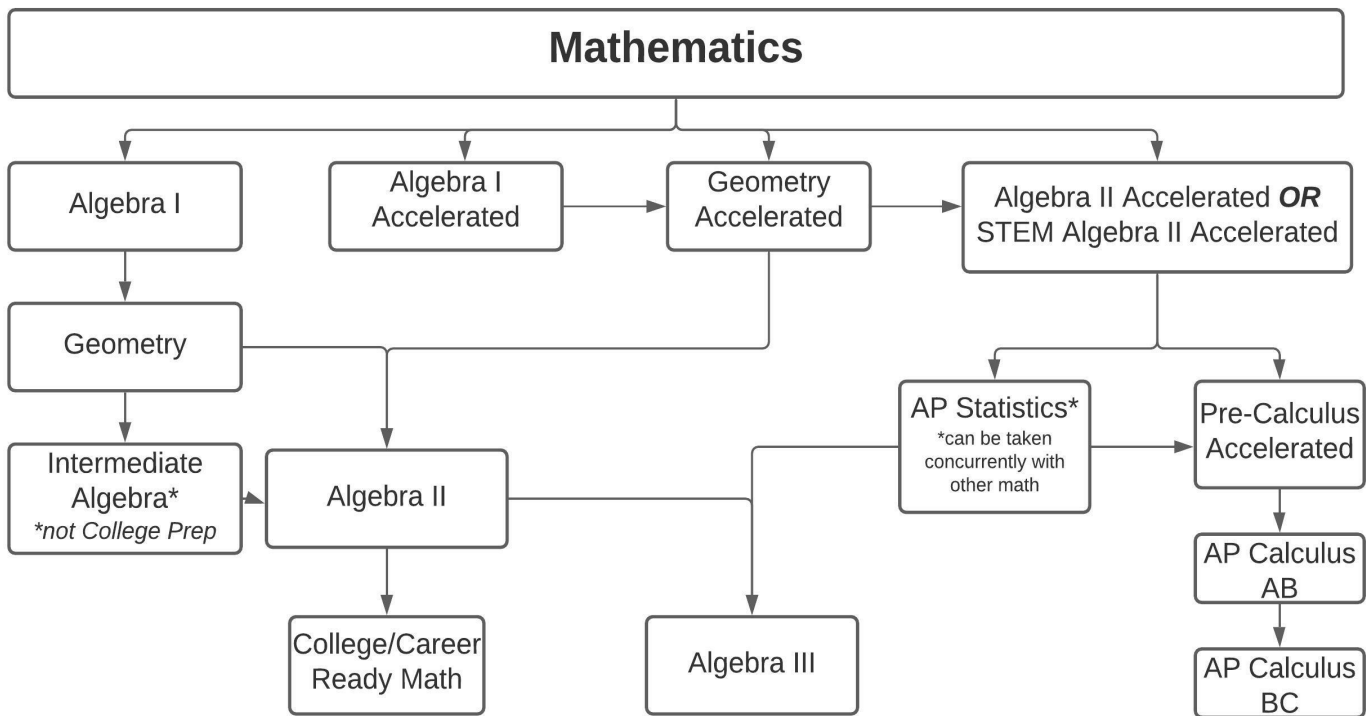 Mathematics
Algebra I
Algebra I
Accelerated
Geometry
Accelerated
Algebra II Accelerated OR
STEM Algebra II Accelerated
Geometry
AP Statistics*
*can be taken
concurrently with
other math
Pre-Calculus
Accelerated
Intermediate
Algebra*
*not College Prep
Algebra II
AP Calculus
AB
College/Career
Ready Math
Algebra III
AP Calculus
BC